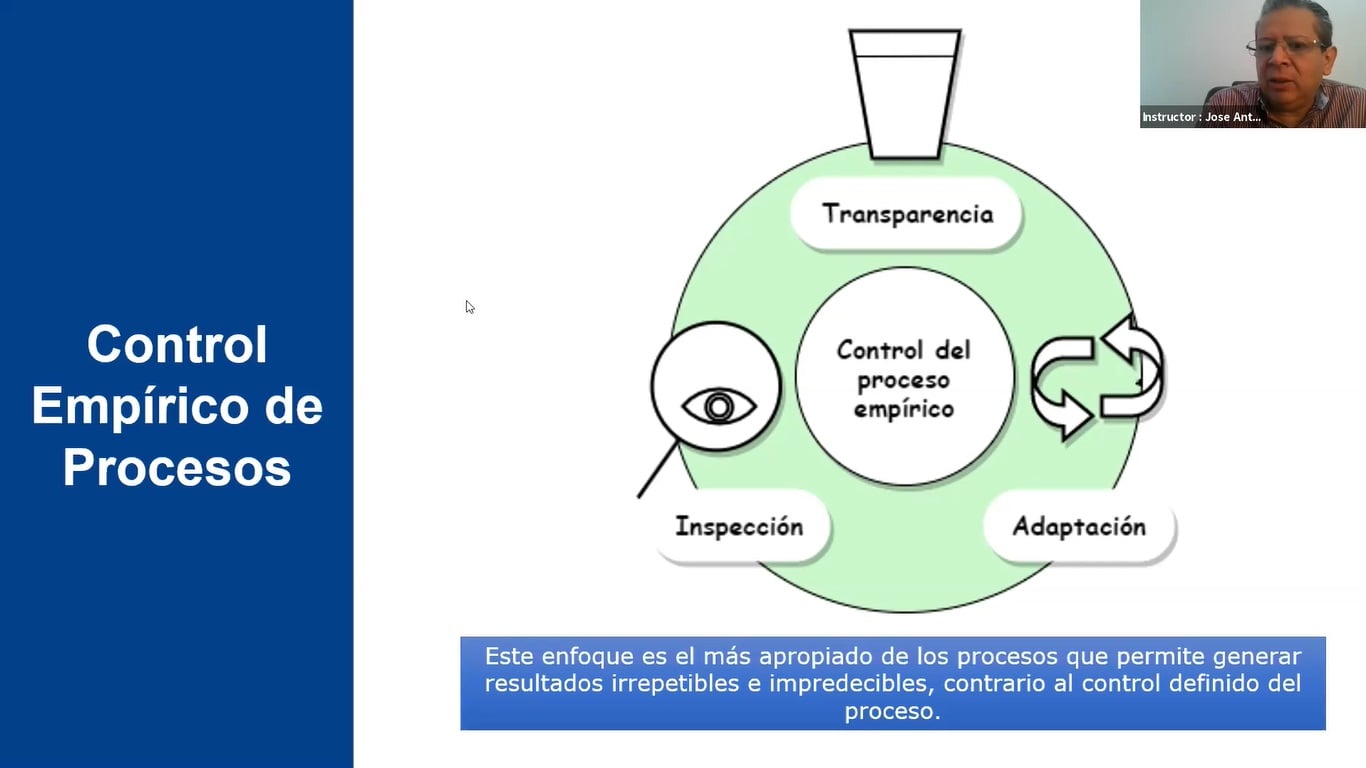 Control
Empírico de
Procesos
Instructor : Jose Ant...
Transparencia
Control del
proceso
empírico
Inspección
Adaptación
Este enfoque es el más apropiado de los procesos que permite generar
resultados irrepetibles e impredecibles, contrario al control definido del
proceso.